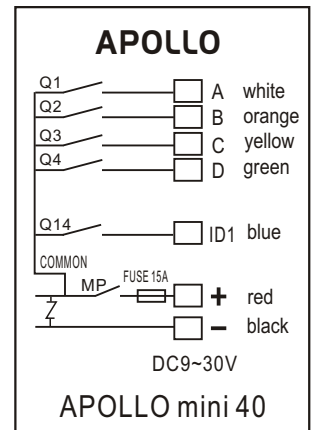 APOLLO
Q1 A white
Q2 B orange
Q3 C yellow
Q4 D green
Q14 ID1 blue
COMMON
MP FUSE 15A + red
− black
DC9~30V
APOLLO mini 40